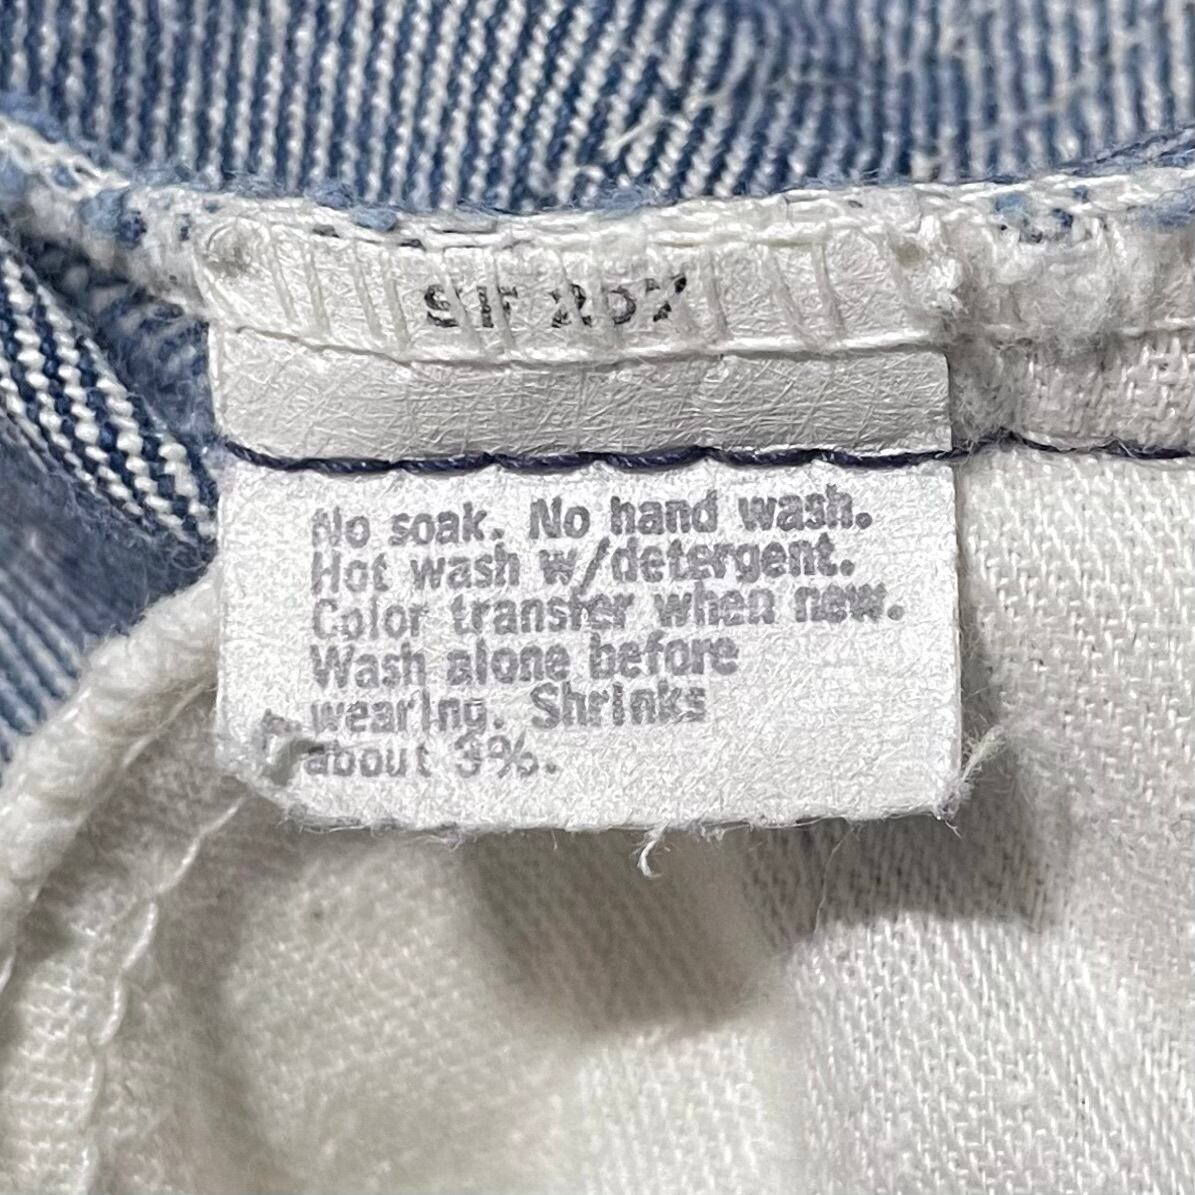 No soak. No hand wash.
Hot wash w/detergent.
Color transfer when new.
Wash alone before
wearing. Shrinks
about 3%.